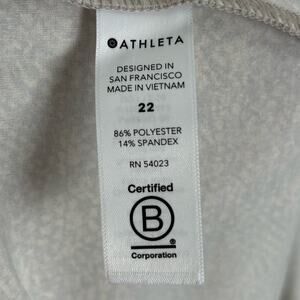 ATHLETA
DESIGNED IN
SAN FRANCISCO
MADE IN VIETNAM
22
86% POLYESTER
14% SPANDEX
RN 54023
Certified
B
®
Corporation